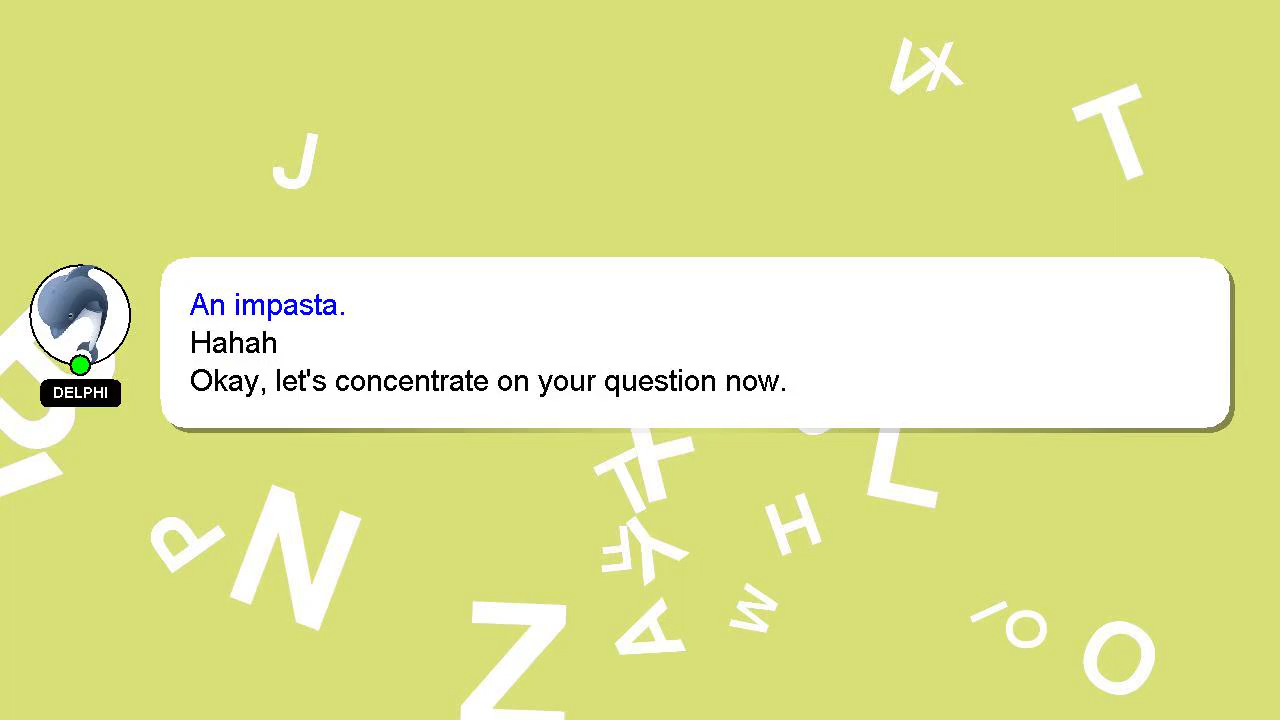 V
X
T
J
An impasta.
Hahah
Okay, let's concentrate on your question now.
DELPHI
L
T
P
N
H
F
Y
M
A
I
O
O
Z